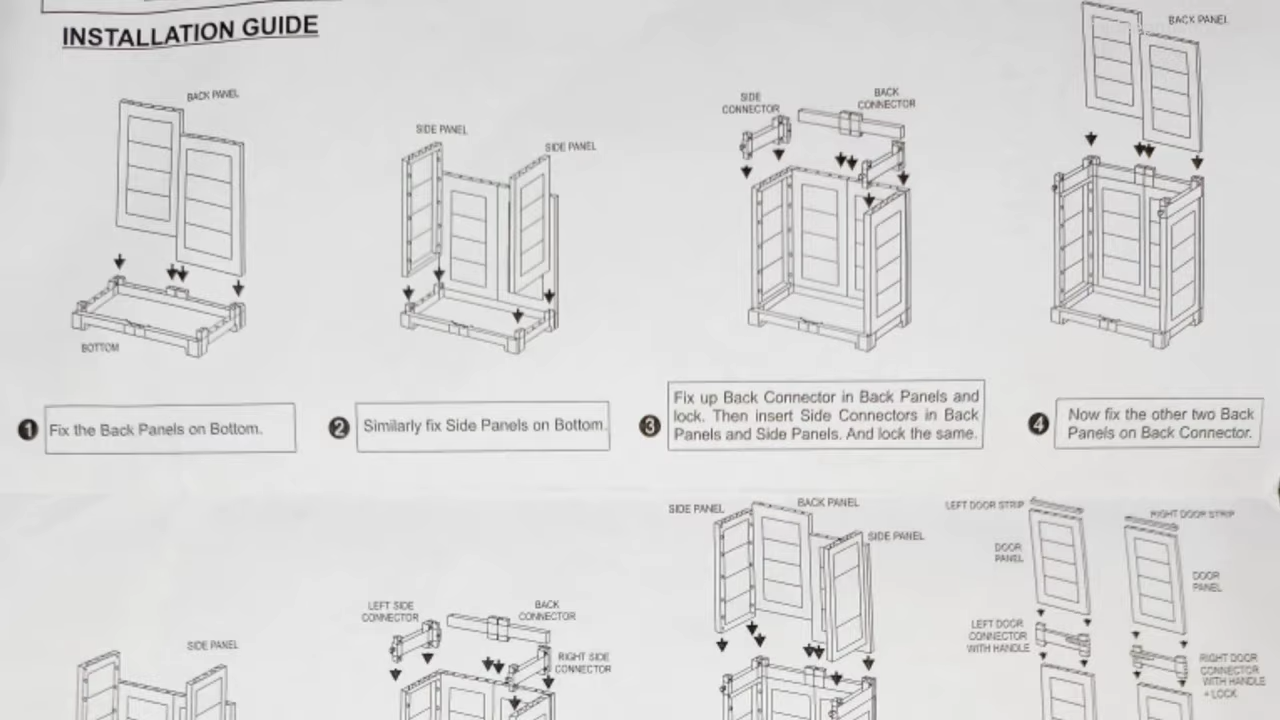 INSTALLATION GUIDE
BACK PANEL
BOTTOM
1 Fix the Back Panels on Bottom.
SIDE PANEL
SIDE PANEL
2 Similarly fix Side Panels on Bottom.
SIDE
CONNECTOR
BACK
CONNECTOR
3 Fix up Back Connector in Back Panels and
lock. Then insert Side Connectors in Back
Panels and Side Panels. And lock the same.
BACK PANEL
4 Now fix the other two Back
Panels on Back Connector.
SIDE PANEL
LEFT SIDE
CONNECTOR
BACK
CONNECTOR
RIGHT SIDE
CONNECTOR
SIDE PANEL
BACK PANEL
SIDE PANEL
LEFT DOOR STRIP
RIGHT DOOR STRIP
DOOR
PANEL
DOOR
PANEL
LEFT DOOR
CONNECTOR
WITH HANDLE
RIGHT DOOR
CONNECTOR
WITH HANDLE
+ LOCK